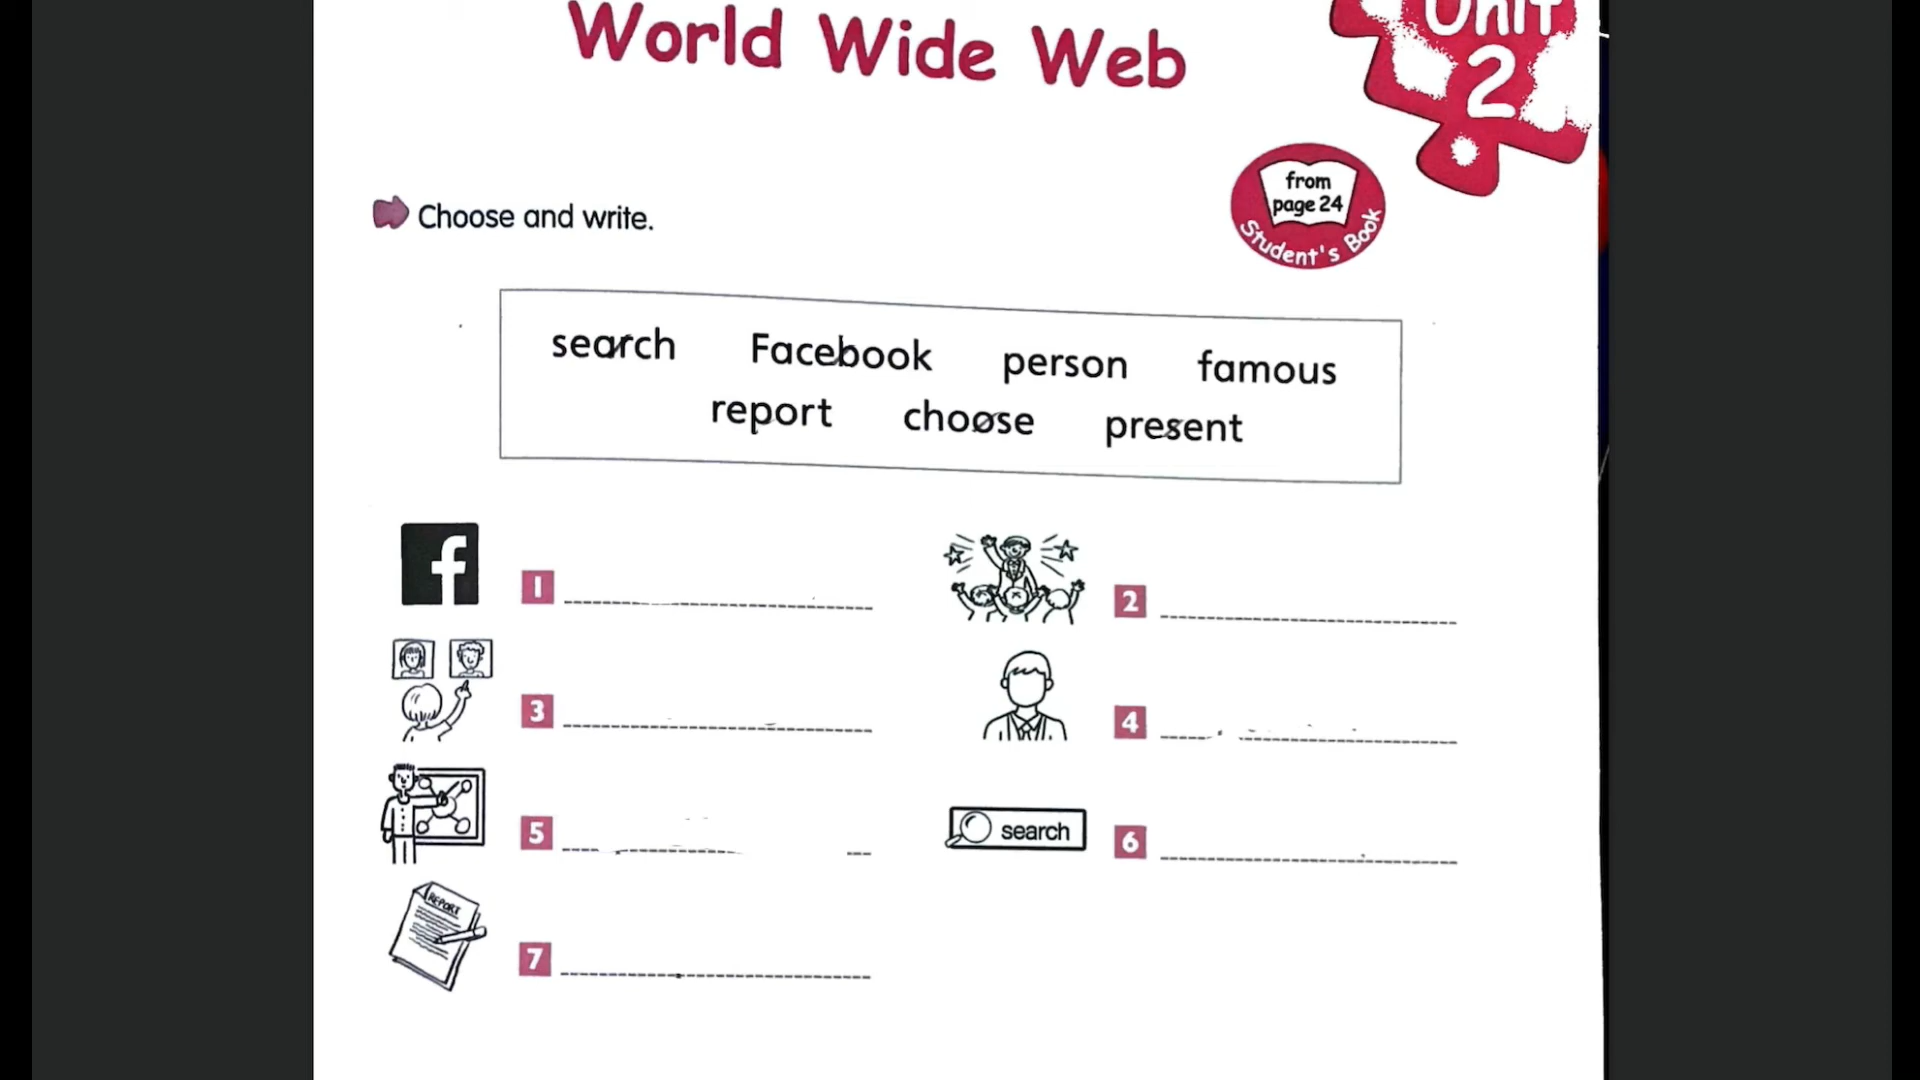 World Wide Web
Unit
2
from
page 24
Student's Book
Choose and write.
search Facebook person famous
report choose present
f
1
2
3
4
5
search
6
REPORT
7